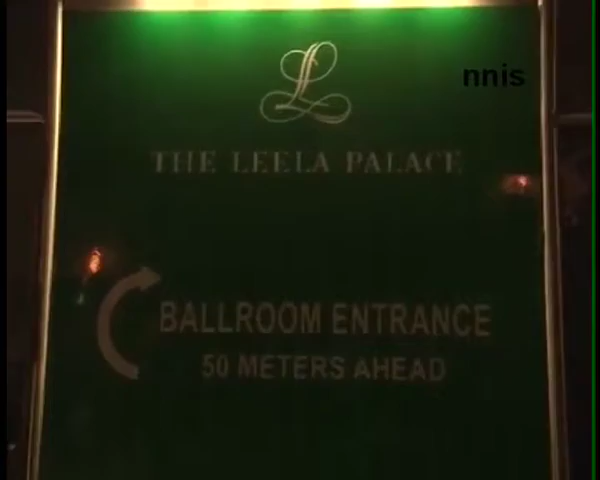 nnis
L
THE LEELA PALACE
BALLROOM ENTRANCE
50 METERS AHEAD